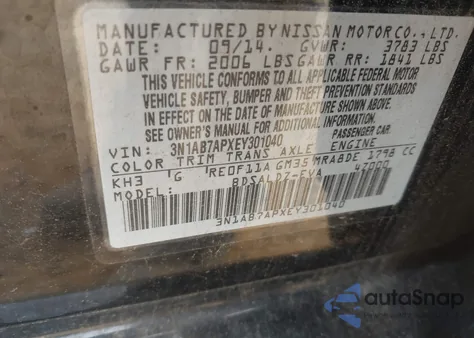 MANUFACTURED BY NISSAN MOTOR CO., LTD.
DATE: 09/14. GVWR: 3783 LBS
GAWR FR: 2006 LBS GAWR RR: 1841 LBS
THIS VEHICLE CONFORMS TO ALL APPLICABLE FEDERAL MOTOR
VEHICLE SAFETY, BUMPER AND THEFT PREVENTION STANDARDS
IN EFFECT ON THE DATE OF MANUFACTURE SHOWN ABOVE.
SEE OWNER'S MANUAL FOR ADDITIONAL INFORMATION
VIN: 3N1AB7APXEY301040 PASSENGER CAR
COLOR TRIM TRANS AXLE ENGINE
KH3 G RE0F11A GM35 MRA8DE 1798 CC
MODEL: BDSALDZ-EVA 4Z000
3N1AB7APXEY301040
autoSnap